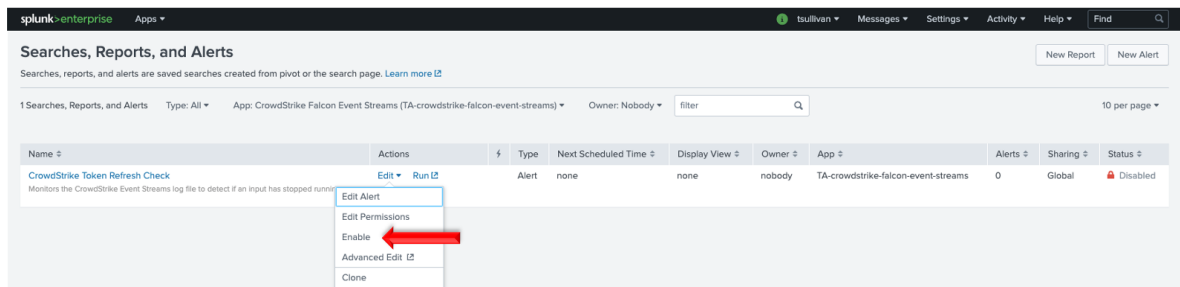 splunk>enterprise Apps tsullivan Messages Settings Activity Help Find
Searches, Reports, and Alerts
New Report New Alert
Searches, reports, and alerts are saved searches created from pivot or the search page. Learn more
1 Searches, Reports, and Alerts Type: All App: CrowdStrike Falcon Event Streams (TA-crowdstrike-falcon-event-streams) Owner: Nobody filter 10 per page
Name Actions Type Next Scheduled Time Display View Owner App Alerts Sharing Status
CrowdStrike Token Refresh Check Edit Run Alert none none nobody TA-crowdstrike-falcon-event-streams 0 Global Disabled
Monitors the CrowdStrike Event Streams log file to detect if an input has stopped
Edit Alert
Edit Permissions
Enable
Advanced Edit
Clone